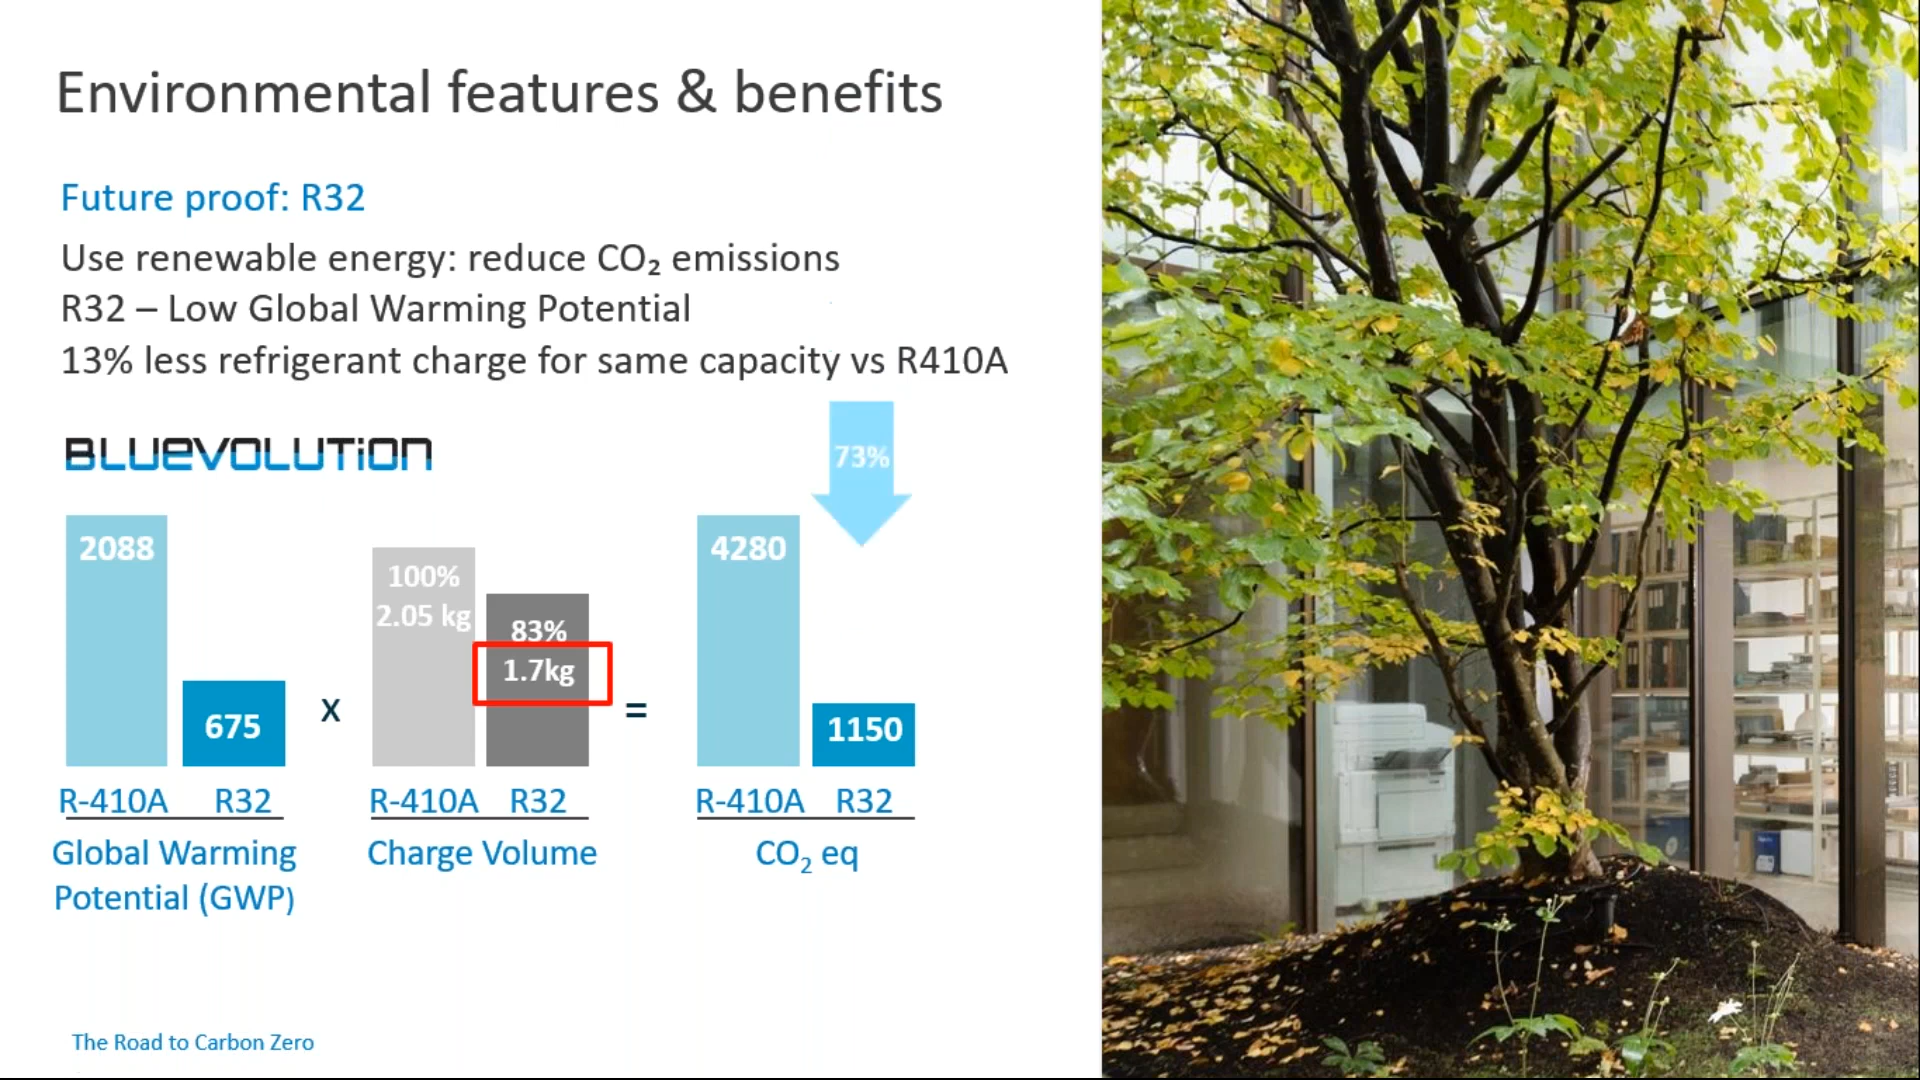 Environmental features & benefits
Future proof: R32
Use renewable energy: reduce CO₂ emissions
R32 – Low Global Warming Potential
13% less refrigerant charge for same capacity vs R410A
BLUEVOLUTION
73%
2088
675
R-410A R32
Global Warming
Potential (GWP)
x
100%
2.05 kg
83%
1.7kg
R-410A R32
Charge Volume
=
4280
1150
R-410A R32
CO₂ eq
The Road to Carbon Zero